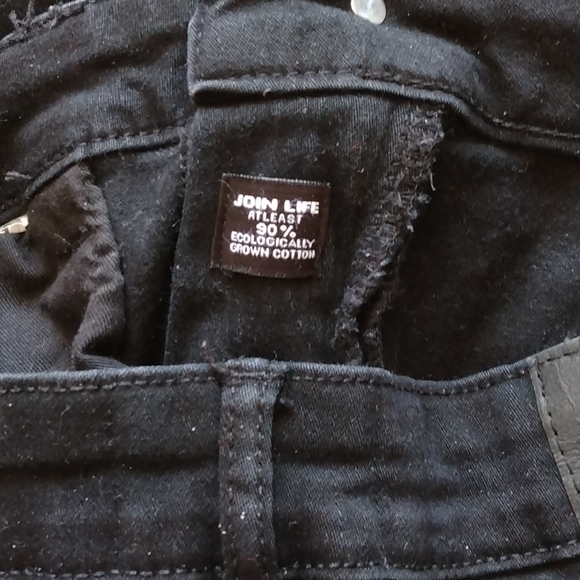 JOIN LIFE
ATLEAST
90%
ECOLOGICALLY
GROWN COTTON